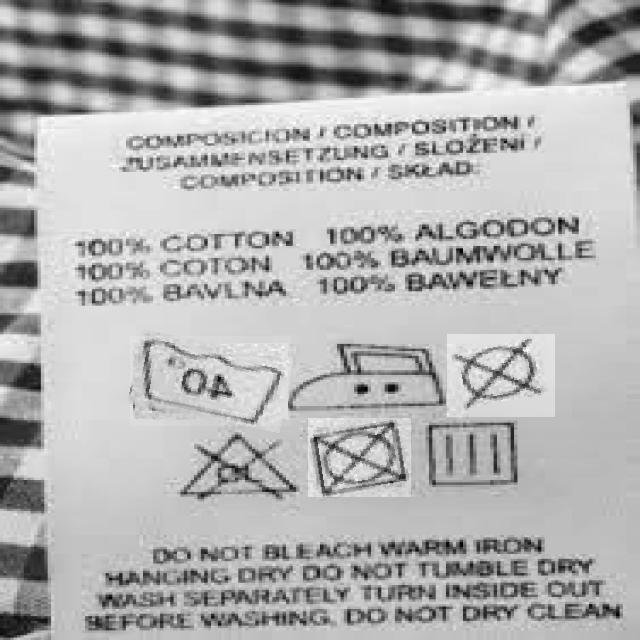 COMPOSICION / COMPOSITION /
ZUSAMMENSETZUNG / SLOŽENI /
COMPOSITION / SKŁAD:
100% COTTON 100% ALGODON
100% COTON 100% BAUMWOLLE
100% BAVLNA 100% BAWEŁNY
40°
CL
DO NOT BLEACH WARM IRON
HANGING DRY DO NOT TUMBLE DRY
WASH SEPARATELY TURN INSIDE OUT
BEFORE WASHING, DO NOT DRY CLEAN